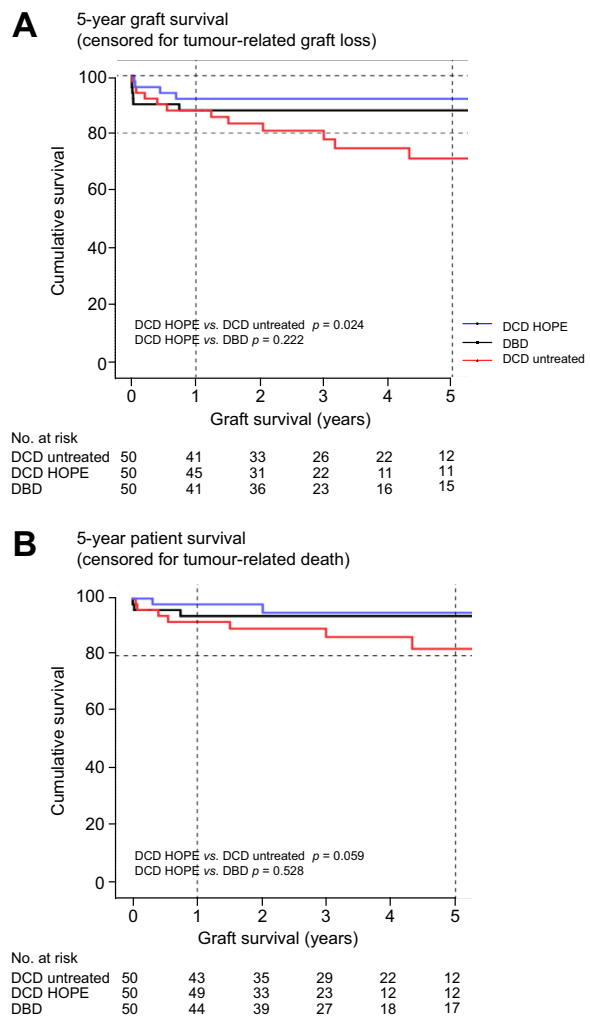 A
5-year graft survival
(censored for tumour-related graft loss)
100
80
60
40
20
0
Cumulative survival
DCD HOPE vs. DCD untreated p = 0.024
DCD HOPE vs. DBD p = 0.222
DCD HOPE
DBD
DCD untreated
0 1 2 3 4 5
Graft survival (years)
No. at risk
DCD untreated 50 41 33 26 22 12
DCD HOPE 50 45 31 22 11 11
DBD 50 41 36 23 16 15
B
5-year patient survival
(censored for tumour-related death)
100
80
60
40
20
0
Cumulative survival
DCD HOPE vs. DCD untreated p = 0.059
DCD HOPE vs. DBD p = 0.528
0 1 2 3 4 5
Graft survival (years)
No. at risk
DCD untreated 50 43 35 29 22 12
DCD HOPE 50 49 33 23 12 12
DBD 50 44 39 27 18 17